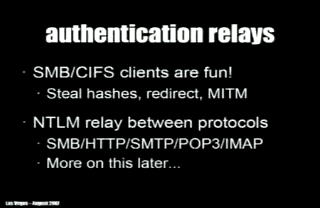 authentication relays
· SMB/CIFS clients are fun!
· Steal hashes, redirect, MITM
· NTLM relay between protocols
· SMB/HTTP/SMTP/POP3/IMAP
· More on this later...
Las Vegas – August 2007